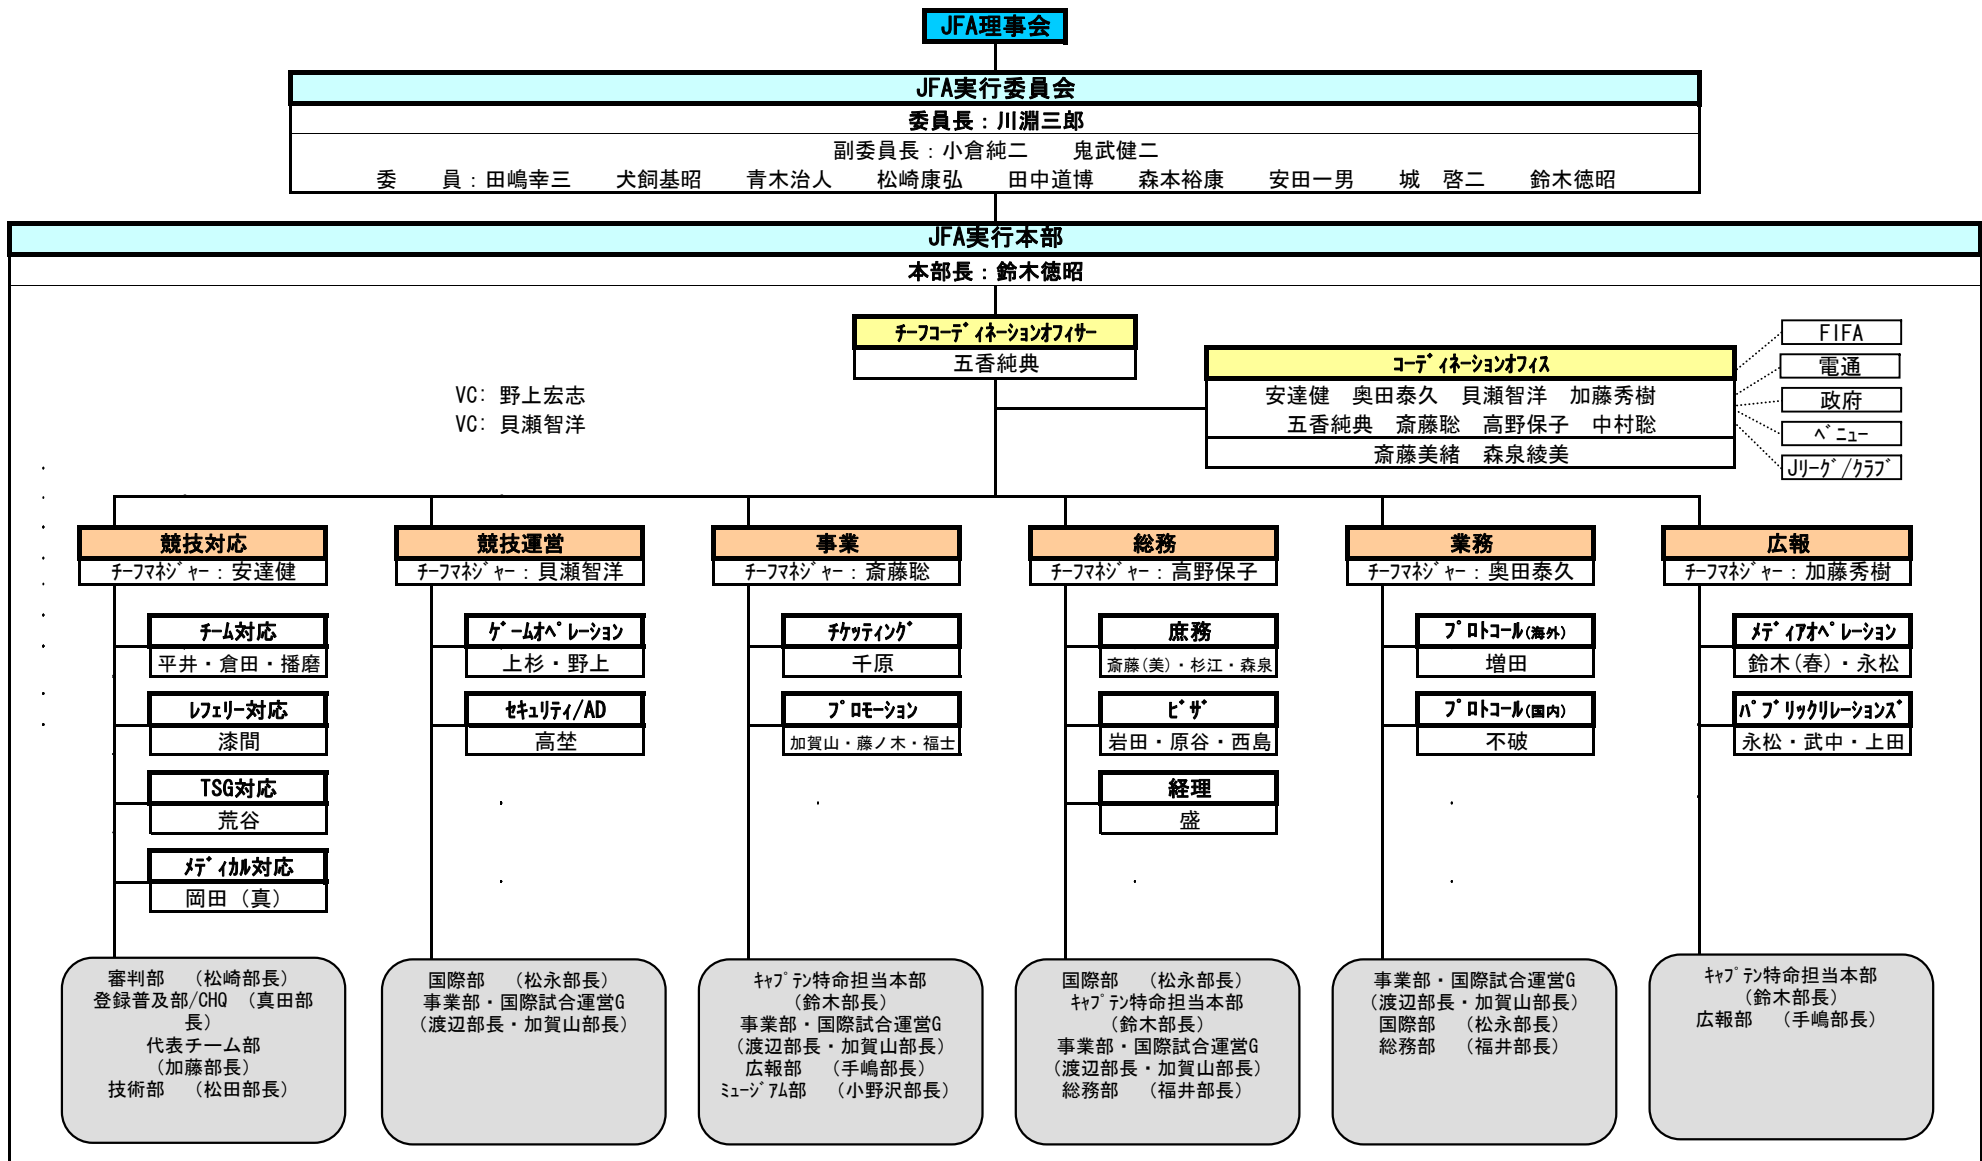 JFA理事会
JFA実行委員会
委員長：川淵三郎
副委員長：小倉純二　　鬼武健二
委　　員：田嶋幸三　　犬飼基昭　　青木治人　　松崎康弘　　田中道博　　森本裕康　　安田一男　　城　啓二　　鈴木徳昭
JFA実行本部
本部長：鈴木徳昭
ﾁｰﾌｺｰﾃﾞｨﾈｰｼｮﾝｵﾌｨｻｰ
五香純典
VC: 野上宏志
VC: 貝瀬智洋
ｺｰﾃﾞｨﾈｰｼｮﾝｵﾌｨｽ
安達健　奥田泰久　貝瀬智洋　加藤秀樹
五香純典　斎藤聡　高野保子　中村聡
斎藤美緒　森泉綾美
FIFA
電通
政府
ﾍﾞﾆｭｰ
Jﾘｰｸﾞ/ｸﾗﾌﾞ
競技対応
ﾁｰﾌﾏﾈｼﾞｬｰ：安達健
ﾁｰﾑ対応
平井・倉田・播磨
ﾚﾌｪﾘｰ対応
漆間
TSG対応
荒谷
ﾒﾃﾞｨｶﾙ対応
岡田（真）
審判部　（松崎部長）
登録普及部/CHQ　（真田部
長）
代表チーム部
（加藤部長）
技術部　（松田部長）
競技運営
ﾁｰﾌﾏﾈｼﾞｬｰ：貝瀬智洋
ｹﾞｰﾑｵﾍﾟﾚｰｼｮﾝ
上杉・野上
ｾｷｭﾘﾃｨ/AD
高埜
国際部　（松永部長）
事業部・国際試合運営G
（渡辺部長・加賀山部長）
事業
ﾁｰﾌﾏﾈｼﾞｬｰ：斎藤聡
ﾁｹｯﾃｨﾝｸﾞ
千原
ﾌﾟﾛﾓｰｼｮﾝ
加賀山・藤ノ木・福士
ｷｬﾌﾟﾃﾝ特命担当本部
（鈴木部長）
事業部・国際試合運営G
（渡辺部長・加賀山部長）
広報部　（手嶋部長）
ﾐｭｰｼﾞｱﾑ部　（小野沢部長）
総務
ﾁｰﾌﾏﾈｼﾞｬｰ：高野保子
庶務
斎藤(美)・杉江・森泉
ﾋﾞｻﾞ
岩田・原谷・西島
経理
盛
国際部　（松永部長）
ｷｬﾌﾟﾃﾝ特命担当本部
（鈴木部長）
事業部・国際試合運営G
（渡辺部長・加賀山部長）
総務部　（福井部長）
業務
ﾁｰﾌﾏﾈｼﾞｬｰ：奥田泰久
ﾌﾟﾛﾄｺｰﾙ(海外)
増田
ﾌﾟﾛﾄｺｰﾙ(国内)
不破
事業部・国際試合運営G
（渡辺部長・加賀山部長）
国際部　（松永部長）
総務部　（福井部長）
広報
ﾁｰﾌﾏﾈｼﾞｬｰ：加藤秀樹
ﾒﾃﾞｨｱｵﾍﾟﾚｰｼｮﾝ
鈴木(春)・永松
ﾊﾟﾌﾞﾘｯｸﾘﾚｰｼｮﾝｽﾞ
永松・武中・上田
ｷｬﾌﾟﾃﾝ特命担当本部
（鈴木部長）
広報部　（手嶋部長）